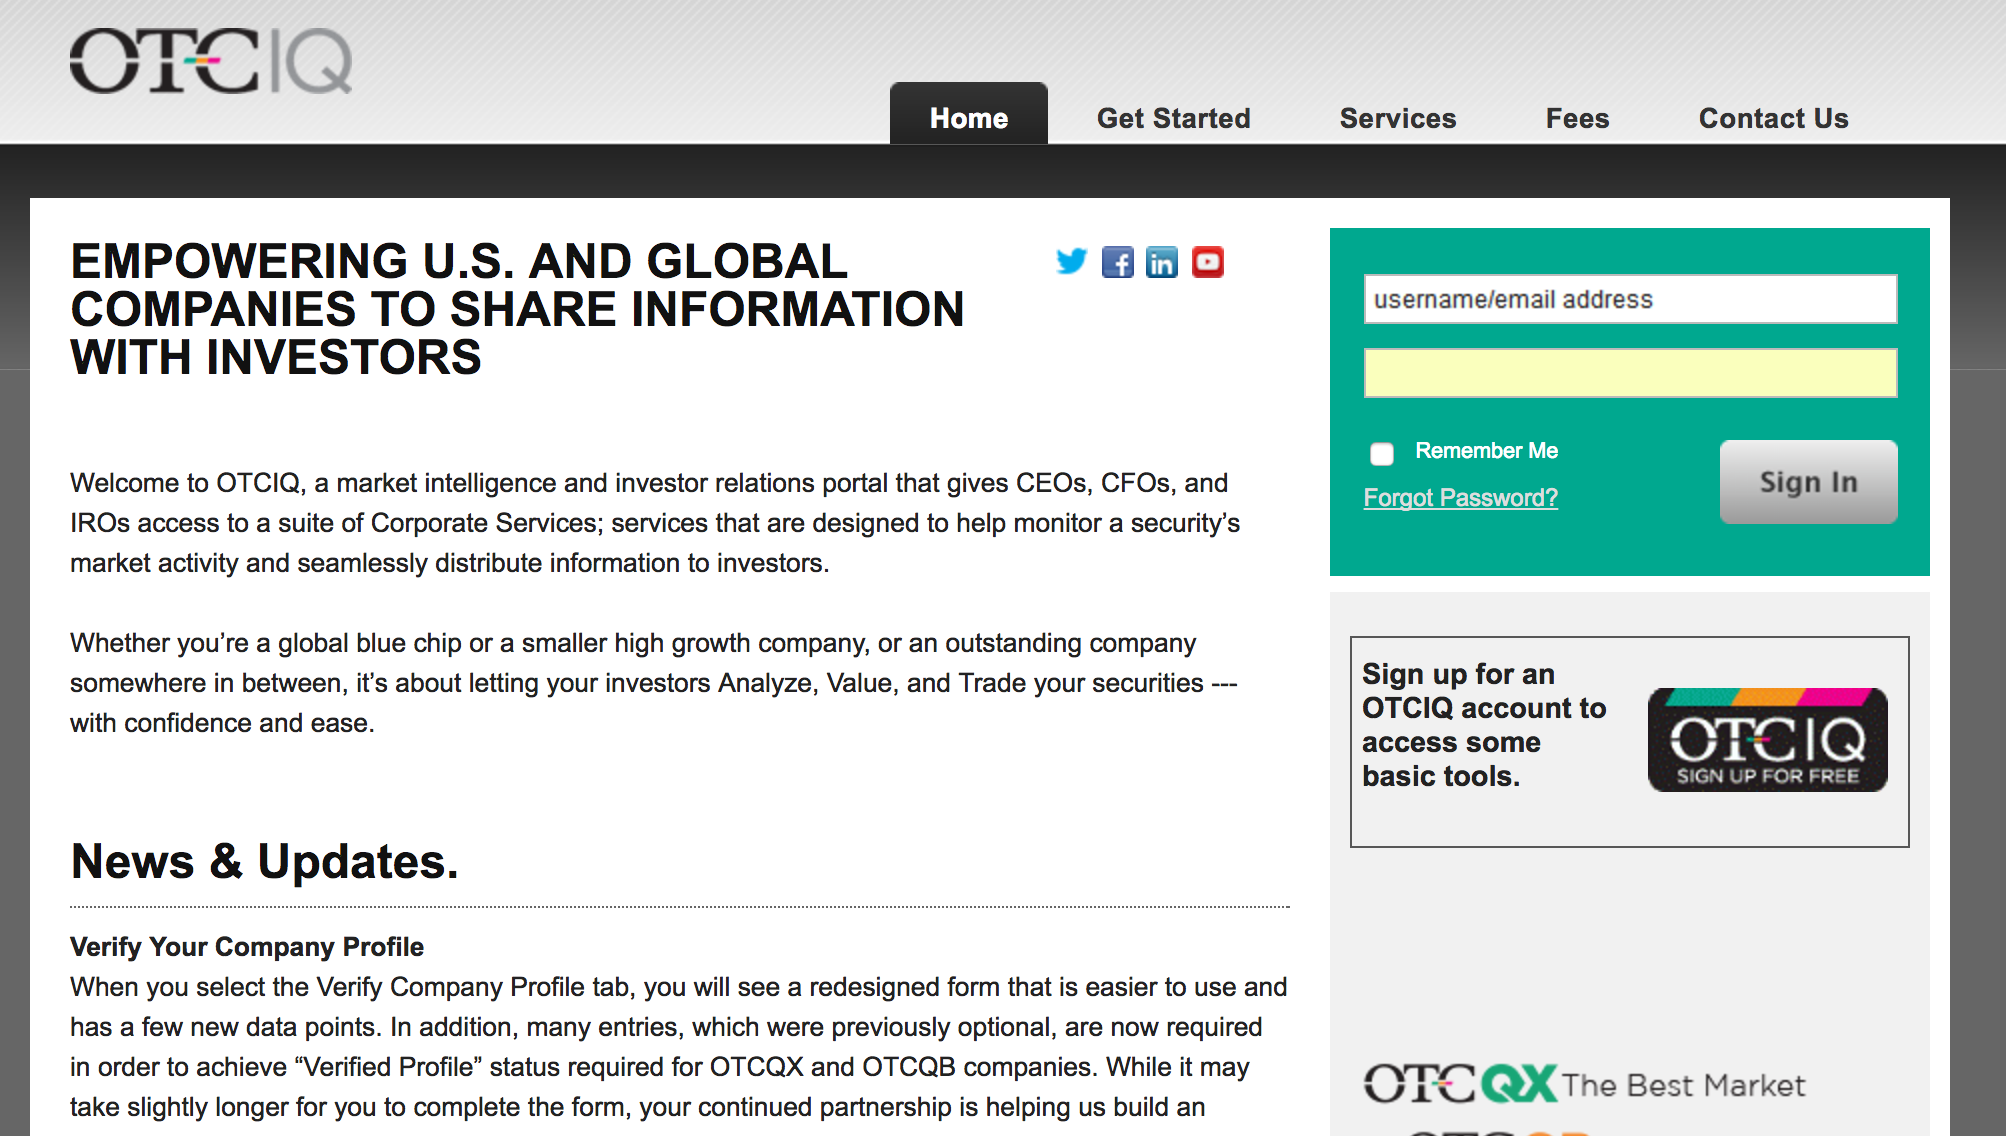 OTCIQ
Home
Get Started
Services
Fees
Contact Us
EMPOWERING U.S. AND GLOBAL
COMPANIES TO SHARE INFORMATION
WITH INVESTORS
Welcome to OTCIQ, a market intelligence and investor relations portal that gives CEOs, CFOs, and
IROs access to a suite of Corporate Services; services that are designed to help monitor a security’s
market activity and seamlessly distribute information to investors.
Whether you’re a global blue chip or a smaller high growth company, or an outstanding company
somewhere in between, it’s about letting your investors Analyze, Value, and Trade your securities ---
with confidence and ease.
News & Updates.
Verify Your Company Profile
When you select the Verify Company Profile tab, you will see a redesigned form that is easier to use and
has a few new data points. In addition, many entries, which were previously optional, are now required
in order to achieve “Verified Profile” status required for OTCQX and OTCQB companies. While it may
take slightly longer for you to complete the form, your continued partnership is helping us build an
username/email address
Remember Me
Forgot Password?
Sign In
Sign up for an
OTCIQ account to
access some
basic tools.
OTCIQ
SIGN UP FOR FREE
OTCQX The Best Market